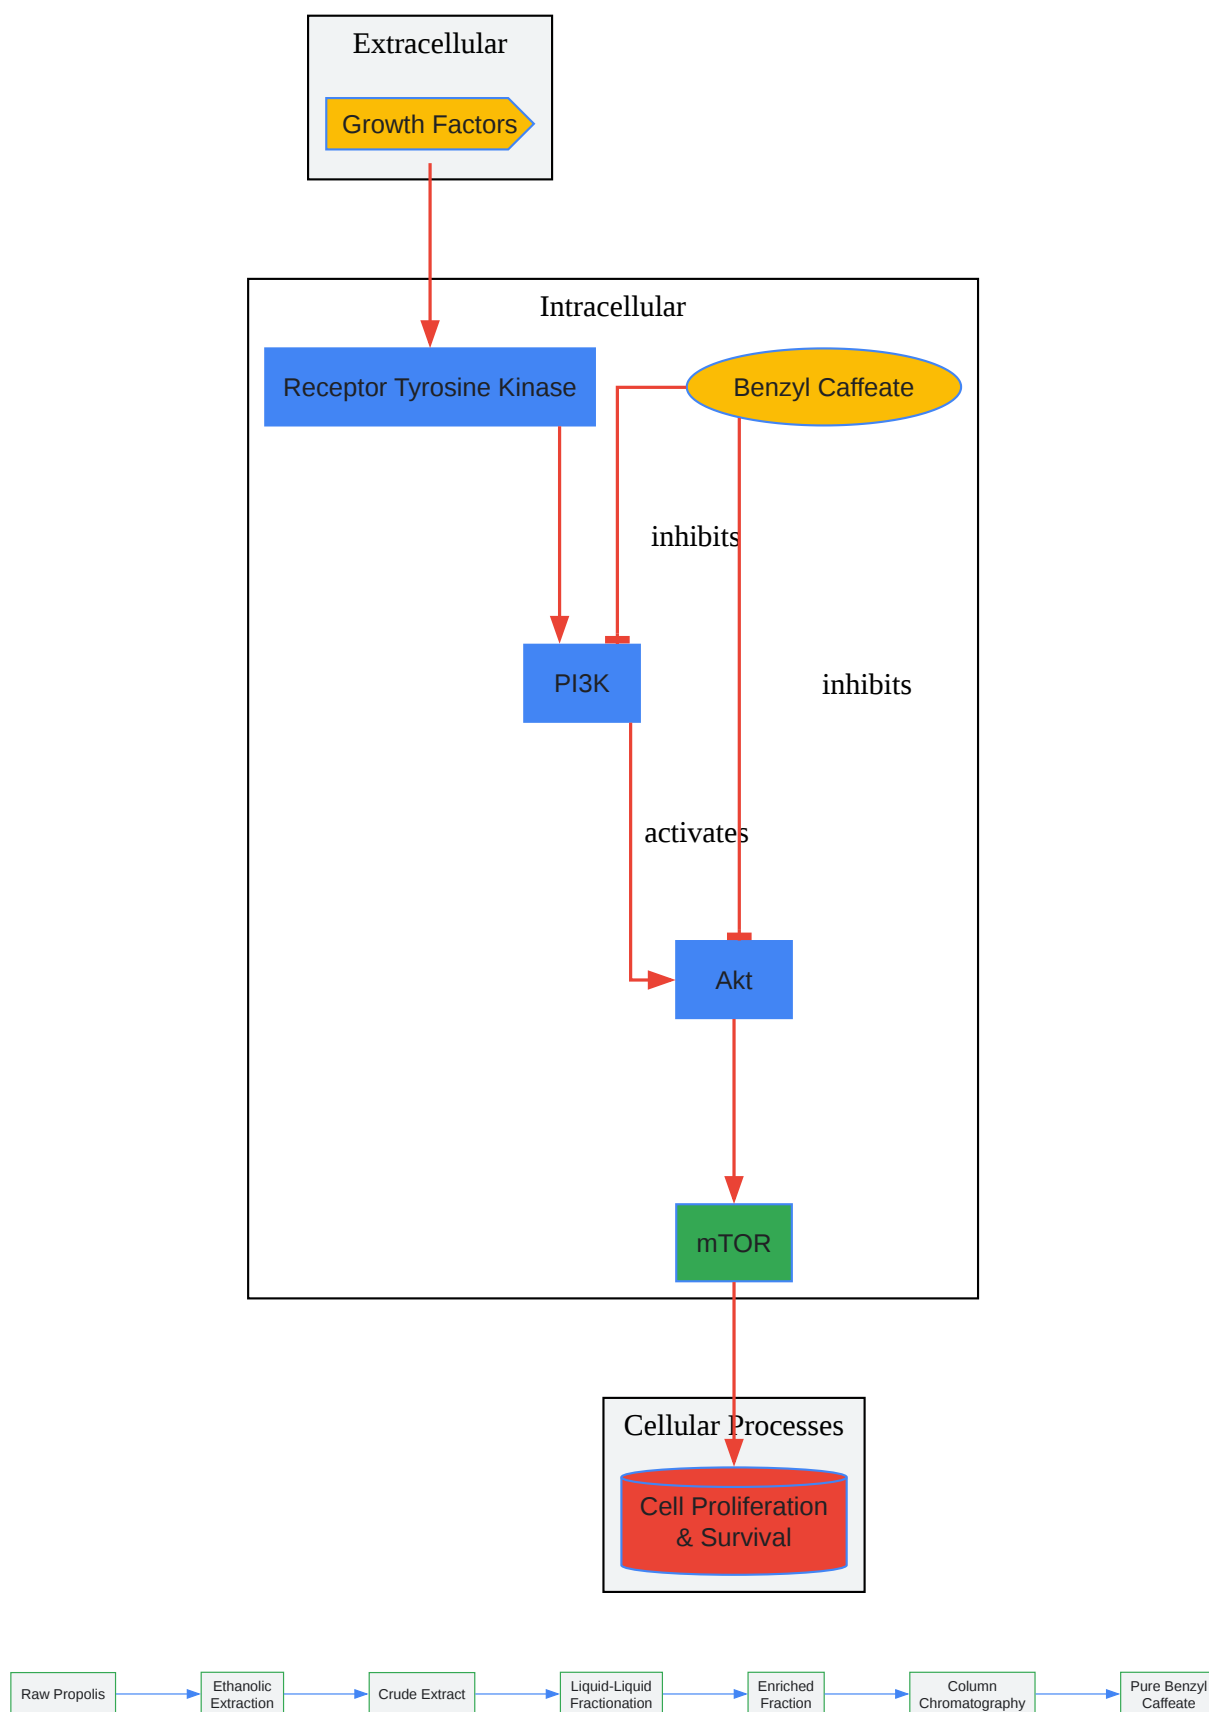 Extracellular
Growth Factors
Intracellular
Receptor Tyrosine Kinase
Benzyl Caffeate
inhibits
PI3K
inhibits
activates
Akt
mTOR
Cellular Processes
Cell Proliferation
& Survival
Raw Propolis
Ethanolic
Extraction
Crude Extract
Liquid-Liquid
Fractionation
Enriched
Fraction
Column
Chromatography
Pure Benzyl
Caffeate